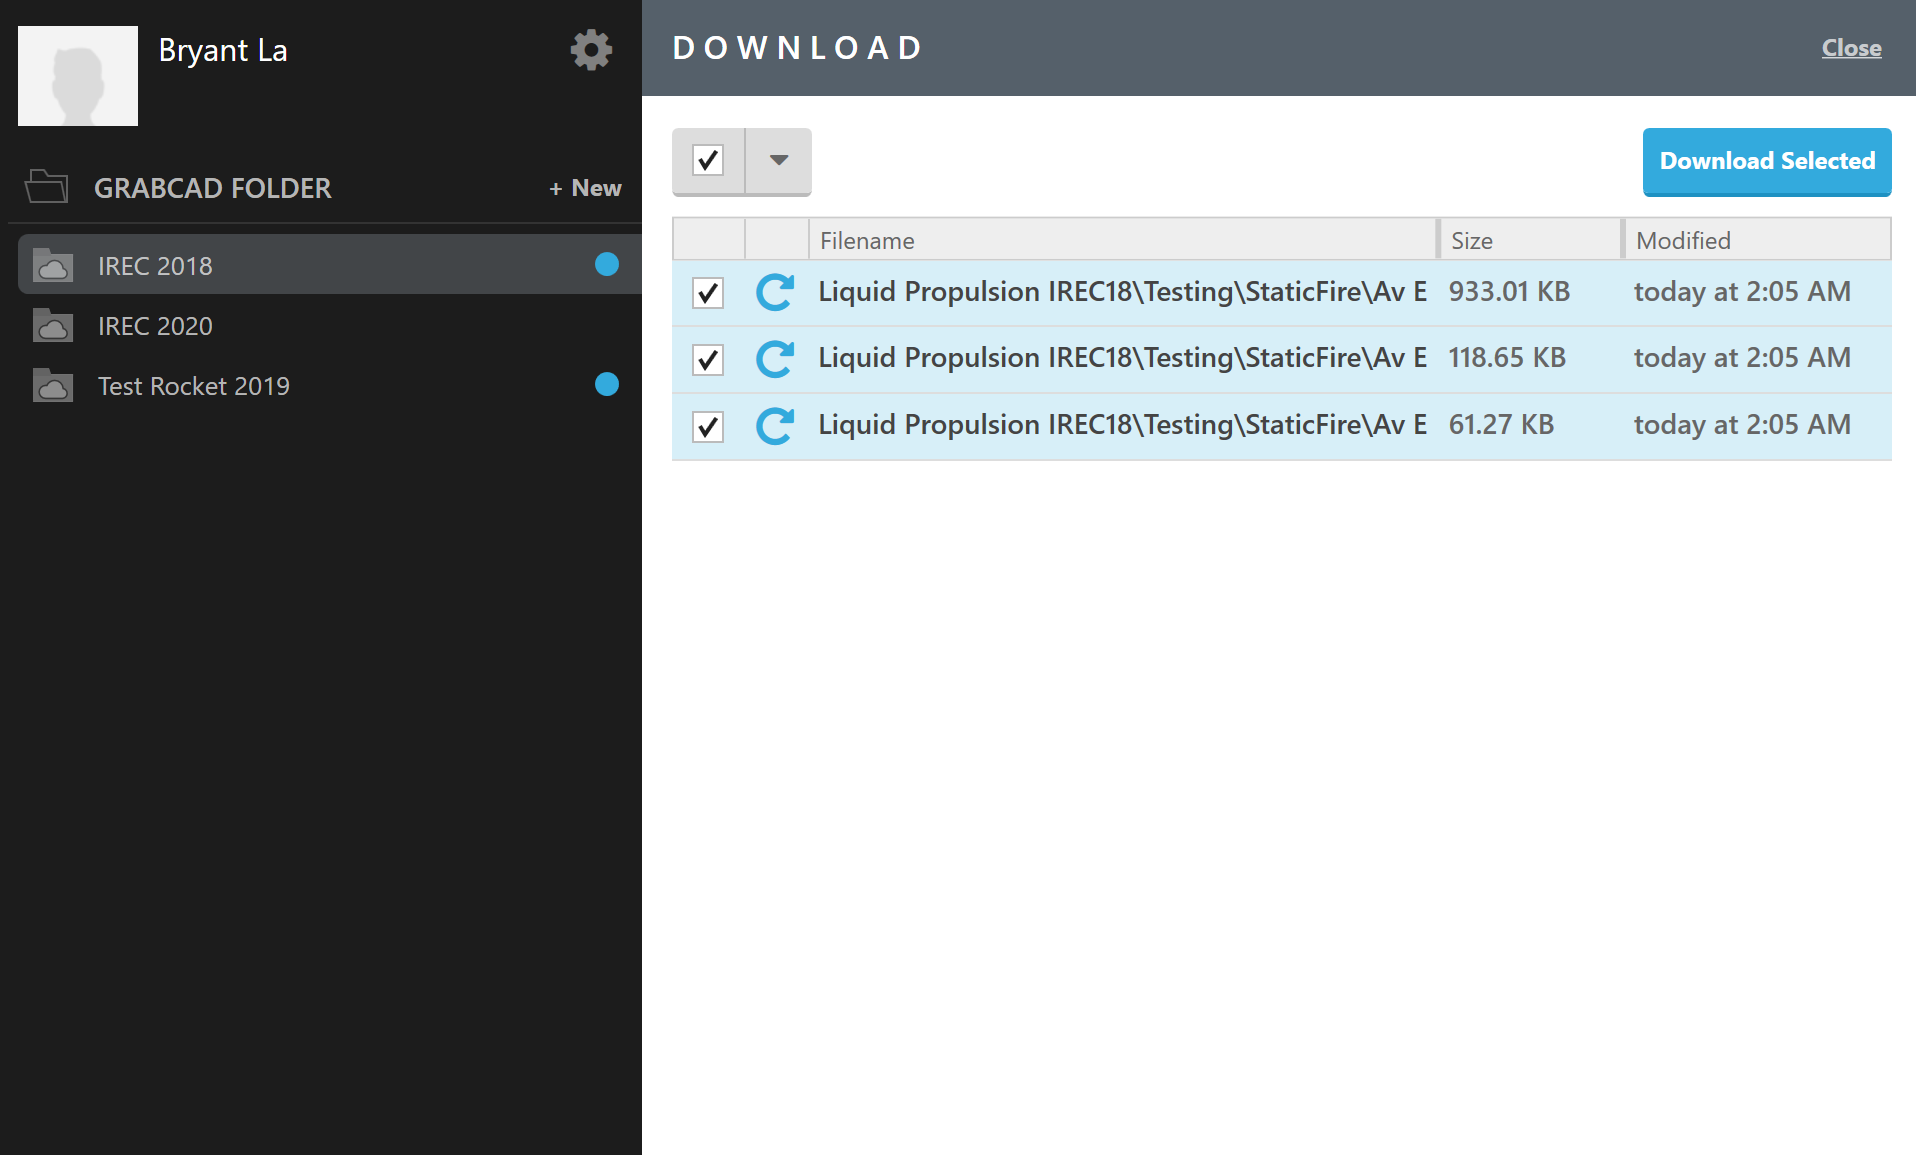 Bryant La
GRABCAD FOLDER
+ New
IREC 2018
IREC 2020
Test Rocket 2019
DOWNLOAD
Close
Download Selected
Filename Size Modified
Liquid Propulsion IREC18\Testing\StaticFire\Av E 933.01 KB today at 2:05 AM
Liquid Propulsion IREC18\Testing\StaticFire\Av E 118.65 KB today at 2:05 AM
Liquid Propulsion IREC18\Testing\StaticFire\Av E 61.27 KB today at 2:05 AM